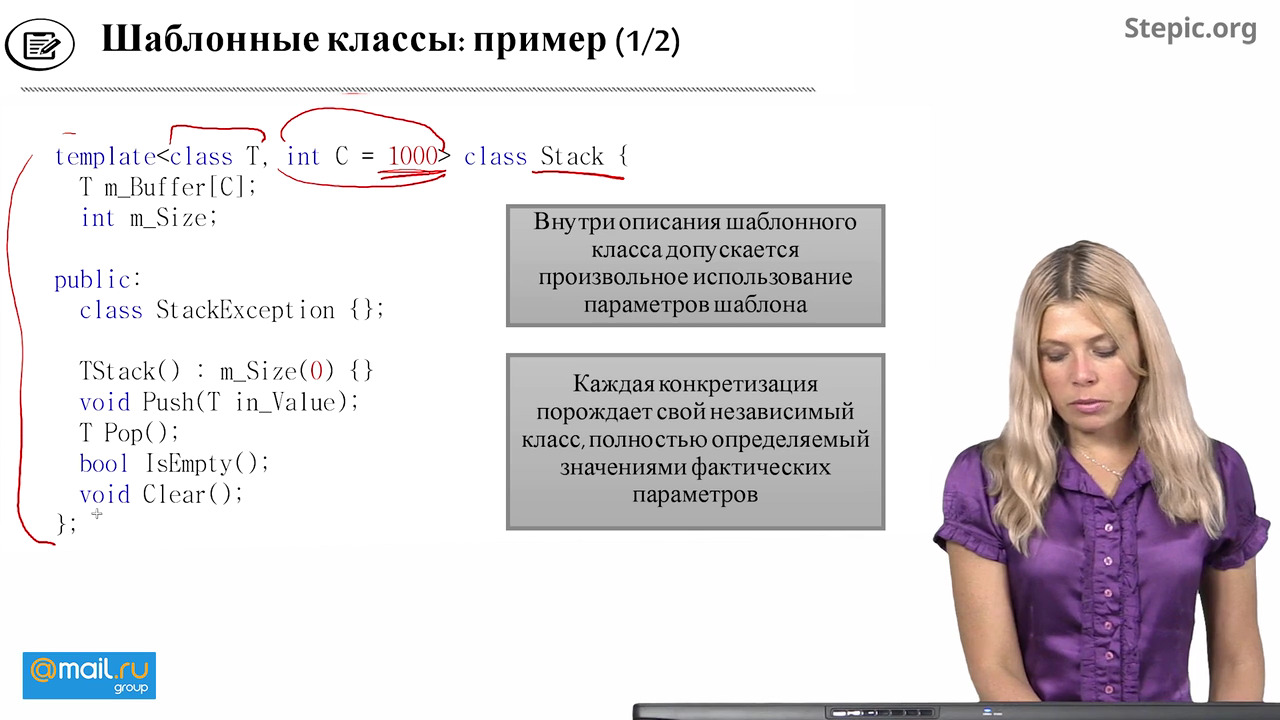 Шаблонные классы: пример (1/2)
Stepic.org
template<class T, int C = 1000> class Stack {
T m_Buffer[C];
int m_Size;
public:
class StackException {};
TStack() : m_Size(0) {}
void Push(T in_Value);
T Pop();
bool IsEmpty();
void Clear();
};
Внутри описания шаблонного
класса допускается
произвольное использование
параметров шаблона
Каждая конкретизация
порождает свой независимый
класс, полностью определяемый
значениями фактических
параметров
@mail.ru
group